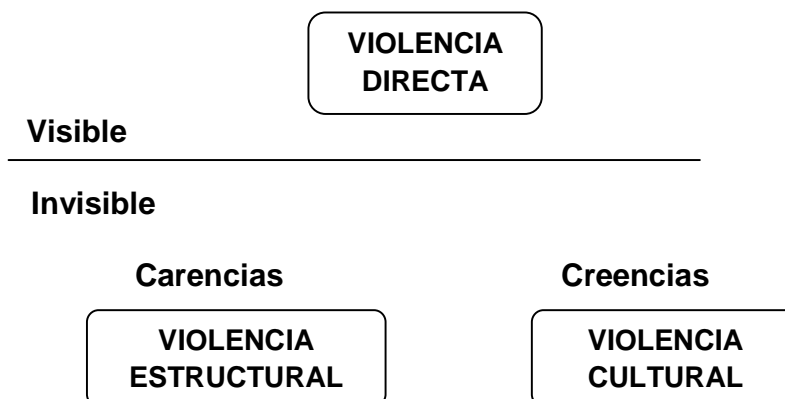 VIOLENCIA
DIRECTA
Visible
Invisible
Carencias
Creencias
VIOLENCIA
ESTRUCTURAL
VIOLENCIA
CULTURAL